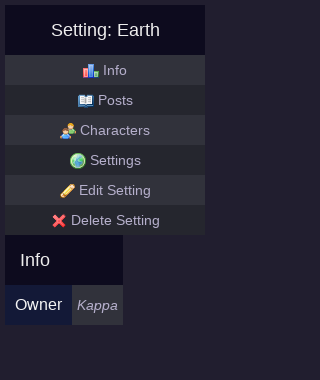 Setting: Earth
Info
Posts
Characters
Settings
Edit Setting
Delete Setting
Info
Owner Kappa